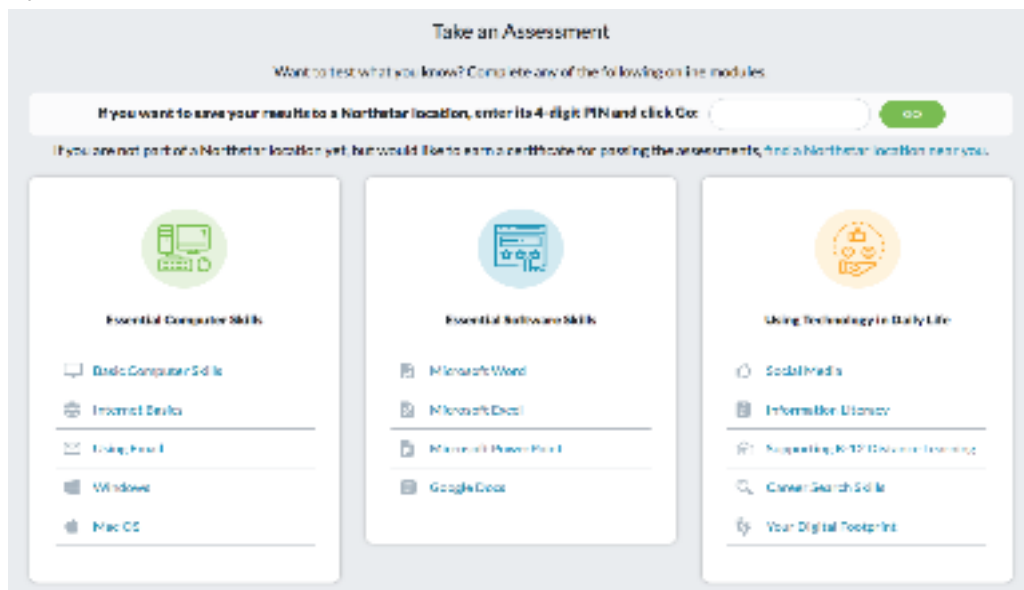 Take an Assessment
Want to test what you know? Complete any of the following online modules
If you want to save your results to a Northstar location, enter its 4-digit PIN and click Go:
GO
If you are not part of a Northstar location yet, but would like to earn a certificate for passing the assessments, find a Northstar location near you.
Essential Computer Skills
Basic Computer Skills
Internet Basics
Using Email
Windows
Mac OS
Essential Software Skills
Microsoft Word
Microsoft Excel
Microsoft PowerPoint
Google Docs
Using Technology in Daily Life
Social Media
Information Literacy
Supporting K-12 Distance Learning
Career Search Skills
Your Digital Footprint